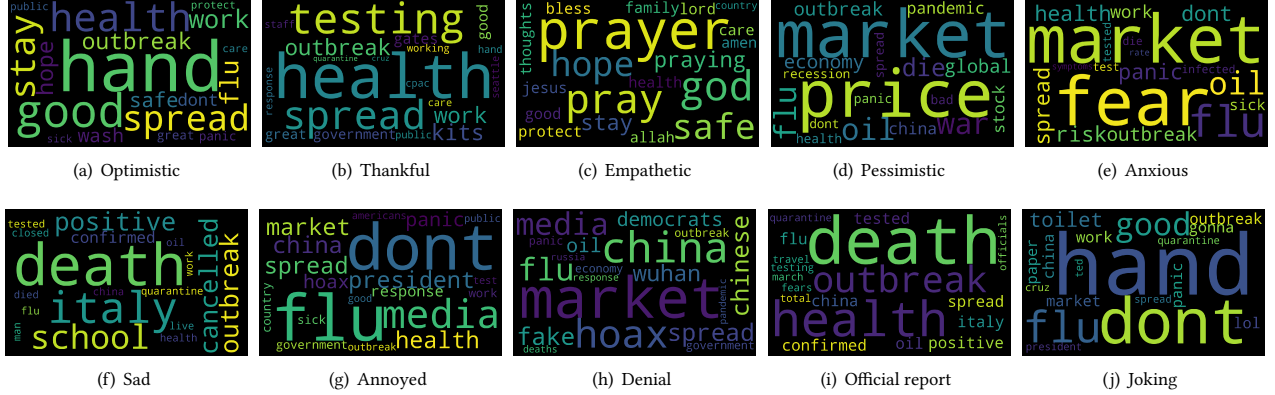 public health protect
stay work
outbreak
hope hand care
flu
good safe dont
spread
sick wash great panic
(a) Optimistic
staff testing good
outbreak gates working
quarantine cruz hand
health
response cpac seattle
spread care
work
great government public kits
(b) Thankful
bless family lord country
thoughts prayer care
amen
hope praying
jesus health god
good pray
protect stay allah safe
(c) Empathetic
market pandemic
economy spread die global
recession
flu price panic bad stock
dont oil china war
health
(d) Pessimistic
health work dont
market
tested die rate
symptoms test panic infected
spread fear oil
sick
risk outbreak flu
(e) Anxious
tested positive
closed confirmed oil
death work cancelled outbreak
china quarantine
died italy
flu live
man school health
(f) Sad
americans panic public
market dont
china
spread president test
hoax response work
country good
flu media
sick
government outbreak health
(g) Annoyed
media democrats
panic oil china outbreak chinese
russia
flu economy wuhan
response
market pandemic
fake hoax spread
deaths government
(h) Denial
quarantine tested officials
flu death
travel
testing outbreak
march
fears
total china spread
health italy
confirmed oil positive
(i) Official report
toilet good outbreak
gonna
work quarantine
paper china hand
cruz ted panic
market spread
flu dont lol
president
(j) Joking